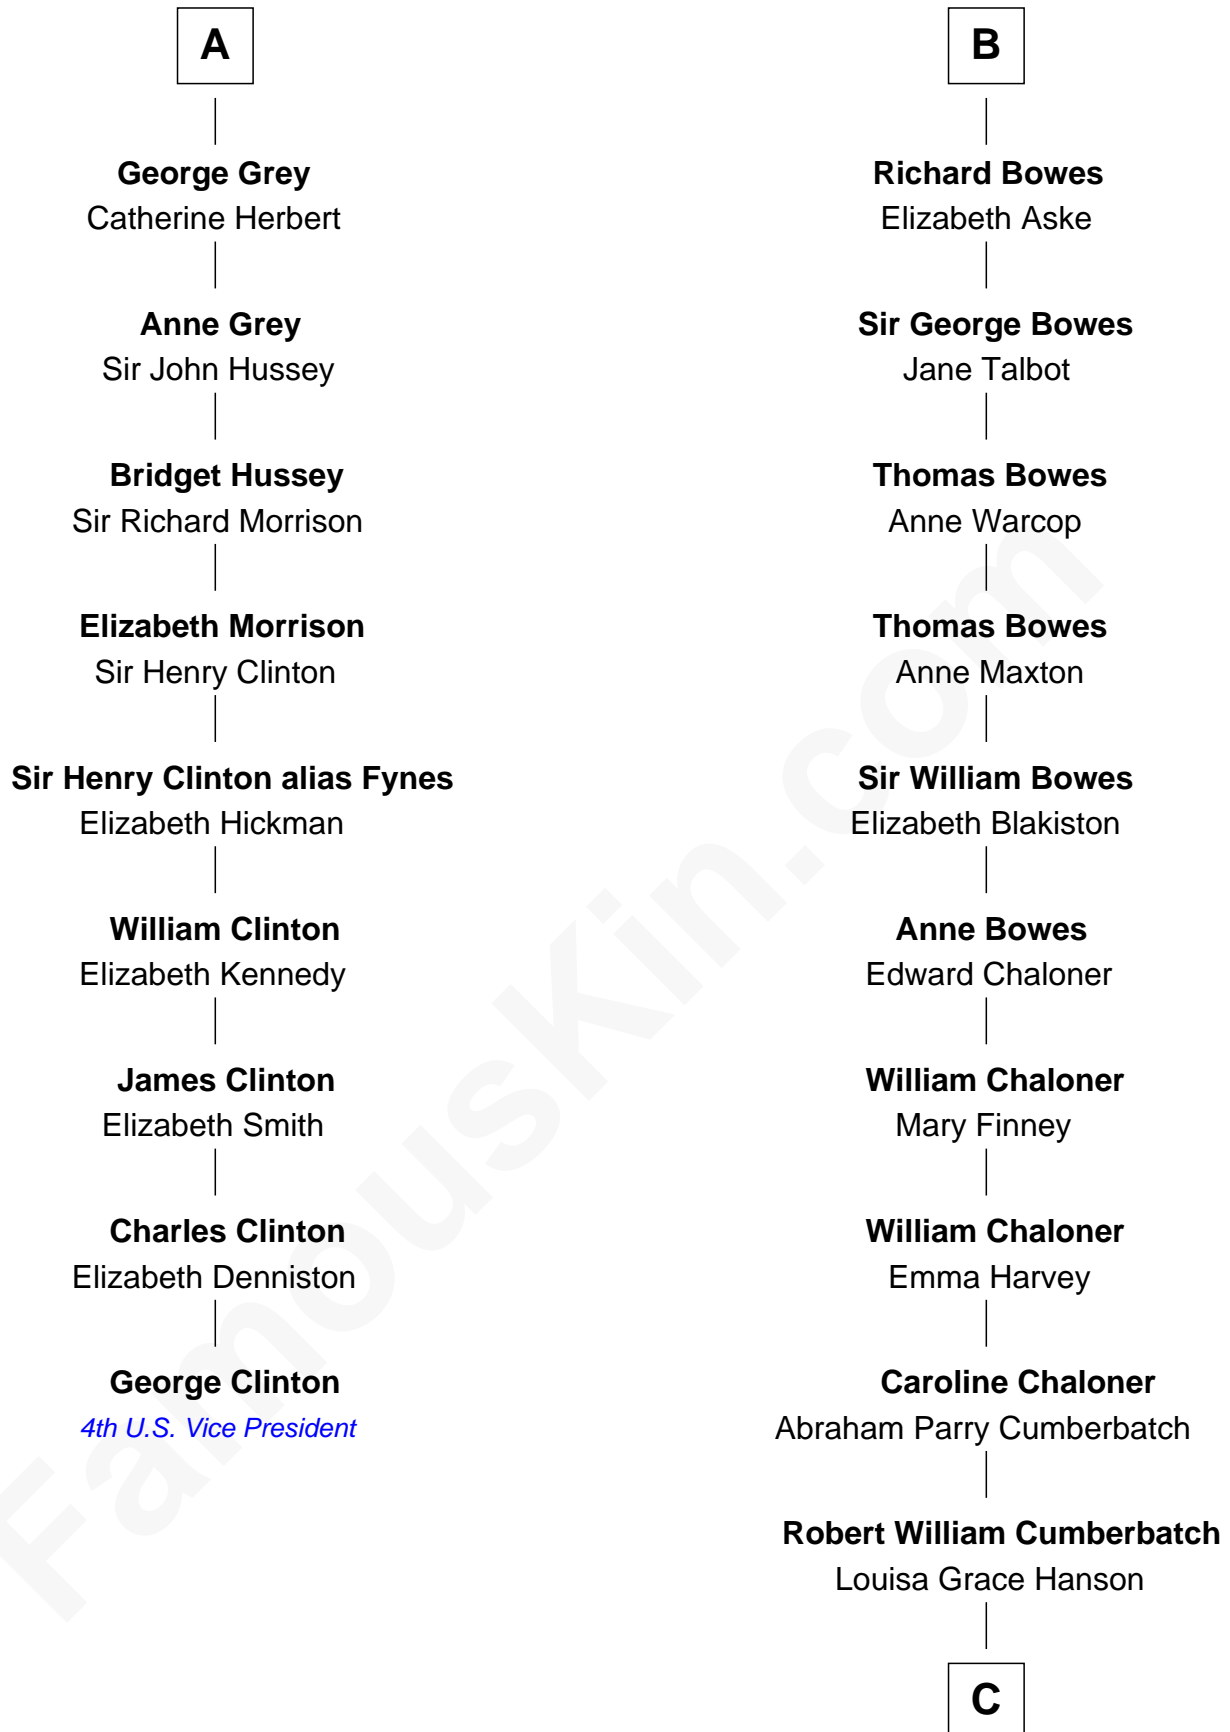 A
George Grey
Catherine Herbert
Anne Grey
Sir John Hussey
Bridget Hussey
Sir Richard Morrison
Elizabeth Morrison
Sir Henry Clinton
Sir Henry Clinton alias Fynes
Elizabeth Hickman
William Clinton
Elizabeth Kennedy
James Clinton
Elizabeth Smith
Charles Clinton
Elizabeth Denniston
George Clinton
4th U.S. Vice President
B
Richard Bowes
Elizabeth Aske
Sir George Bowes
Jane Talbot
Thomas Bowes
Anne Warcop
Thomas Bowes
Anne Maxton
Sir William Bowes
Elizabeth Blakiston
Anne Bowes
Edward Chaloner
William Chaloner
Mary Finney
William Chaloner
Emma Harvey
Caroline Chaloner
Abraham Parry Cumberbatch
Robert William Cumberbatch
Louisa Grace Hanson
C
FamousKin.com